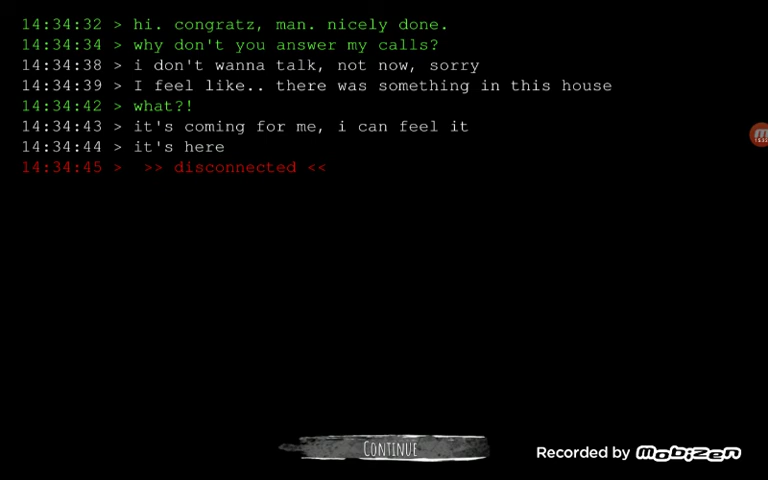 14:34:32 > hi. congratz, man. nicely done.
14:34:34 > why don't you answer my calls?
14:34:38 > i don't wanna talk, not now, sorry
14:34:39 > I feel like.. there was something in this house
14:34:42 > what?!
14:34:43 > it's coming for me, i can feel it
14:34:44 > it's here
14:34:45 > >> disconnected <<
Continue
Recorded by mobizen